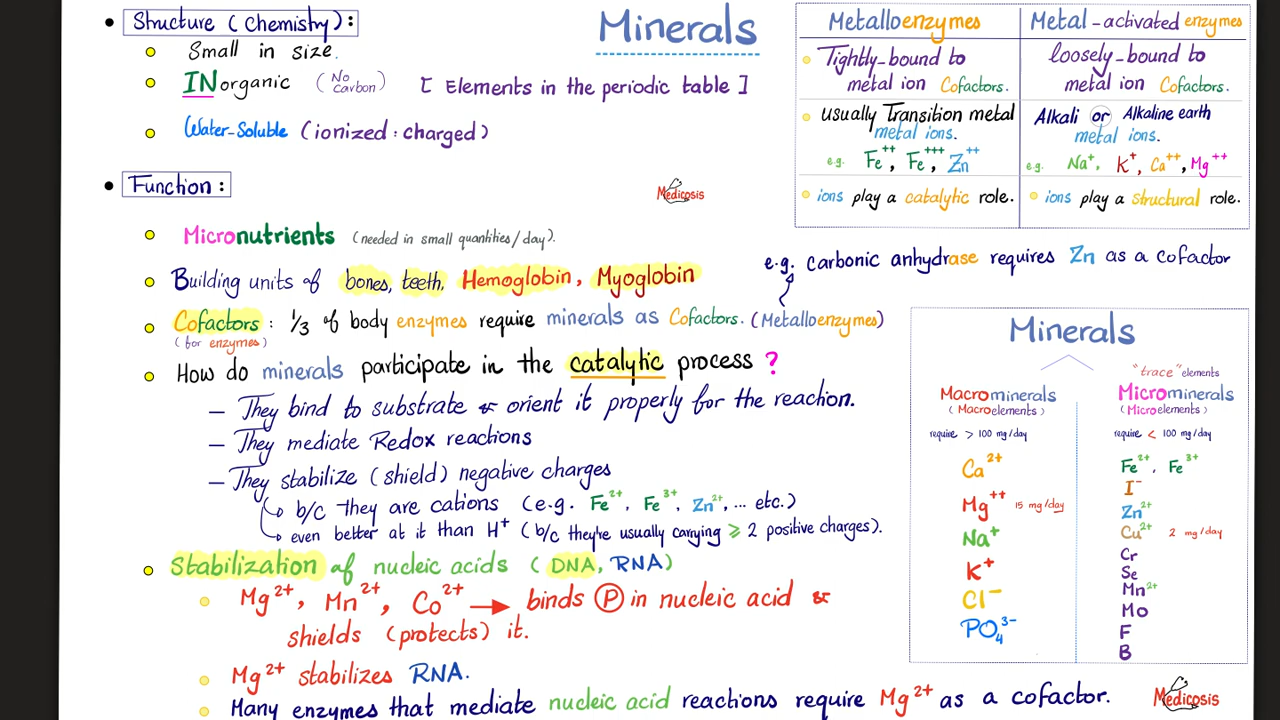 Minerals
Structure (Chemistry):
Small in size.
INorganic (No carbon) [ Elements in the periodic table ]
Water-Soluble (ionized: charged)
Function:
Medicosis
Micronutrients (needed in small quantities/day).
Building units of bones, teeth, Hemoglobin, Myoglobin
Cofactors : 1/3 of body enzymes require minerals as Cofactors. (Metalloenzymes)
(for enzymes)
e.g. carbonic anhydrase requires Zn as a cofactor
How do minerals participate in the catalytic process ?
– They bind to substrate & orient it properly for the reaction.
– They mediate Redox reactions
– They stabilize (shield) negative charges
b/c they are cations (e.g. Fe²⁺, Fe³⁺, Zn²⁺, ... etc.)
even better at it than H⁺ (b/c they're usually carrying ⩾ 2 positive charges).
Stabilization of nucleic acids (DNA, RNA)
Mg²⁺, Mn²⁺, Co²⁺ → binds Ⓟ in nucleic acid &
shields (protects) it.
Mg²⁺ stabilizes RNA.
Many enzymes that mediate nucleic acid reactions require Mg²⁺ as a cofactor.
Metalloenzymes
Tightly-bound to
metal ion Cofactors.
usually Transition metal
metal ions.
e.g. Fe⁺⁺, Fe⁺⁺⁺, Zn⁺⁺
ions play a catalytic role.
Metal-activated enzymes
loosely-bound to
metal ion Cofactors.
Alkali or Alkaline earth
metal ions.
e.g. Na⁺, K⁺, Ca⁺⁺, Mg⁺⁺
ions play a structural role.
Minerals
Macrominerals
(Macroelements)
require > 100 mg/day
Ca²⁺
Mg⁺⁺ 15 mg/day
Na⁺
K⁺
Cl⁻
PO₄³⁻
"trace" elements
Microminerals
(Microelements)
require < 100 mg/day
Fe²⁺, Fe³⁺
I⁻
Zn²⁺
Cu²⁺ 2 mg/day
Cr
Se
Mn²⁺
Mo
F
B
Medicosis